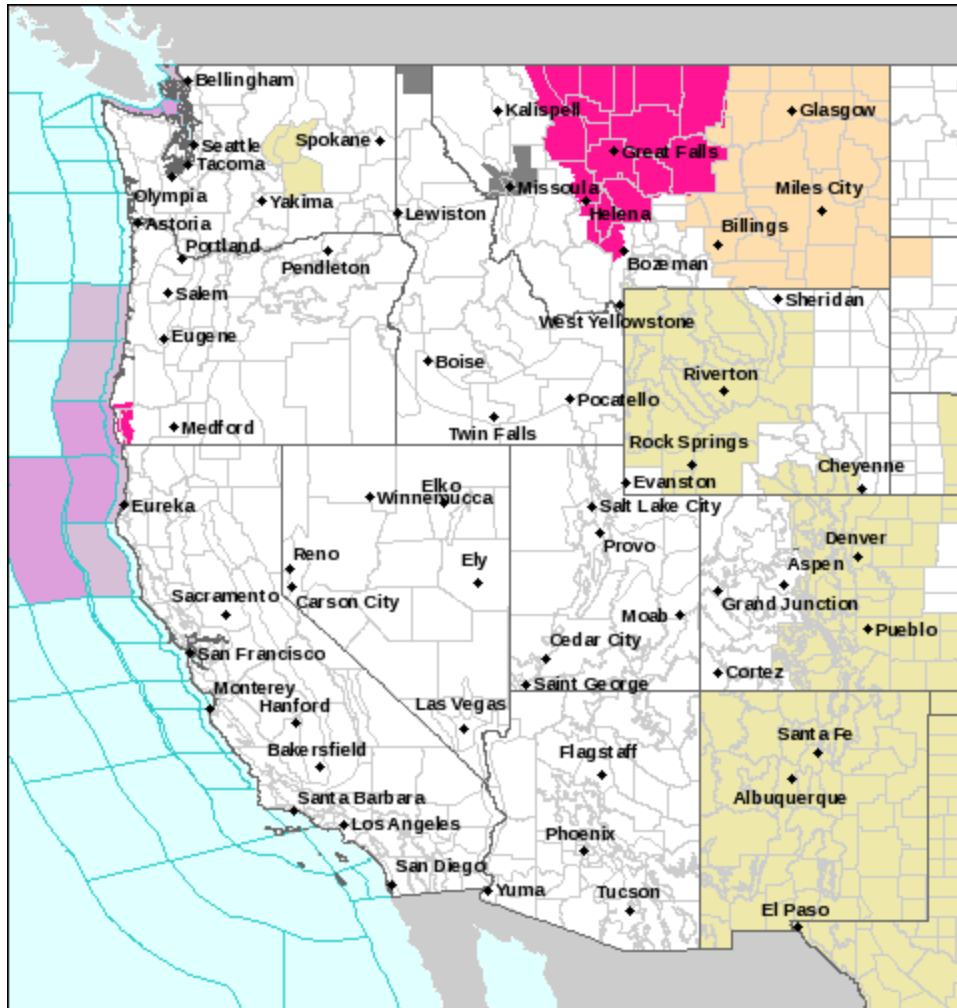 Bellingham
Kalispell
Glasgow
Seattle
Spokane
Great Falls
Tacoma
Missoula
Miles City
Olympia
Yakima
Lewiston
Helena
Astoria
Portland
Billings
Pendleton
Bozeman
Salem
Sheridan
West Yellowstone
Eugene
Boise
Riverton
Pocatello
Medford
Twin Falls
Rock Springs
Cheyenne
Elko
Evanston
Winnemucca
Eureka
Salt Lake City
Provo
Denver
Reno
Ely
Aspen
Sacramento
Carson City
Grand Junction
Moab
Pueblo
Cedar City
San Francisco
Cortez
Saint George
Monterey
Hanford
Las Vegas
Santa Fe
Bakersfield
Flagstaff
Albuquerque
Santa Barbara
Los Angeles
Phoenix
San Diego
Yuma
Tucson
El Paso